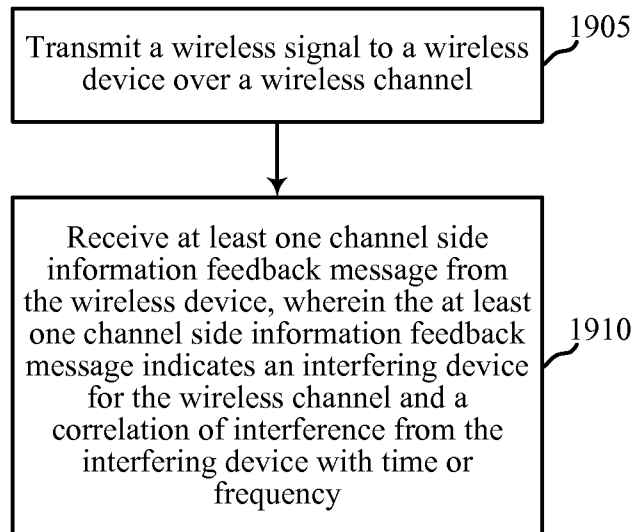 1905
Transmit a wireless signal to a wireless
device over a wireless channel
Receive at least one channel side
information feedback message from
the wireless device, wherein the at least
one channel side information feedback
message indicates an interfering device
for the wireless channel and a
correlation of interference from the
interfering device with time or
frequency
1910